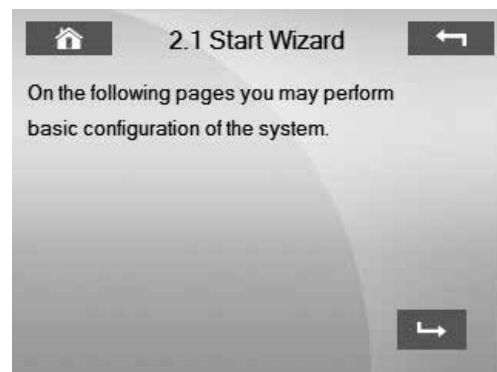 2.1 Start Wizard
On the following pages you may perform
basic configuration of the system.